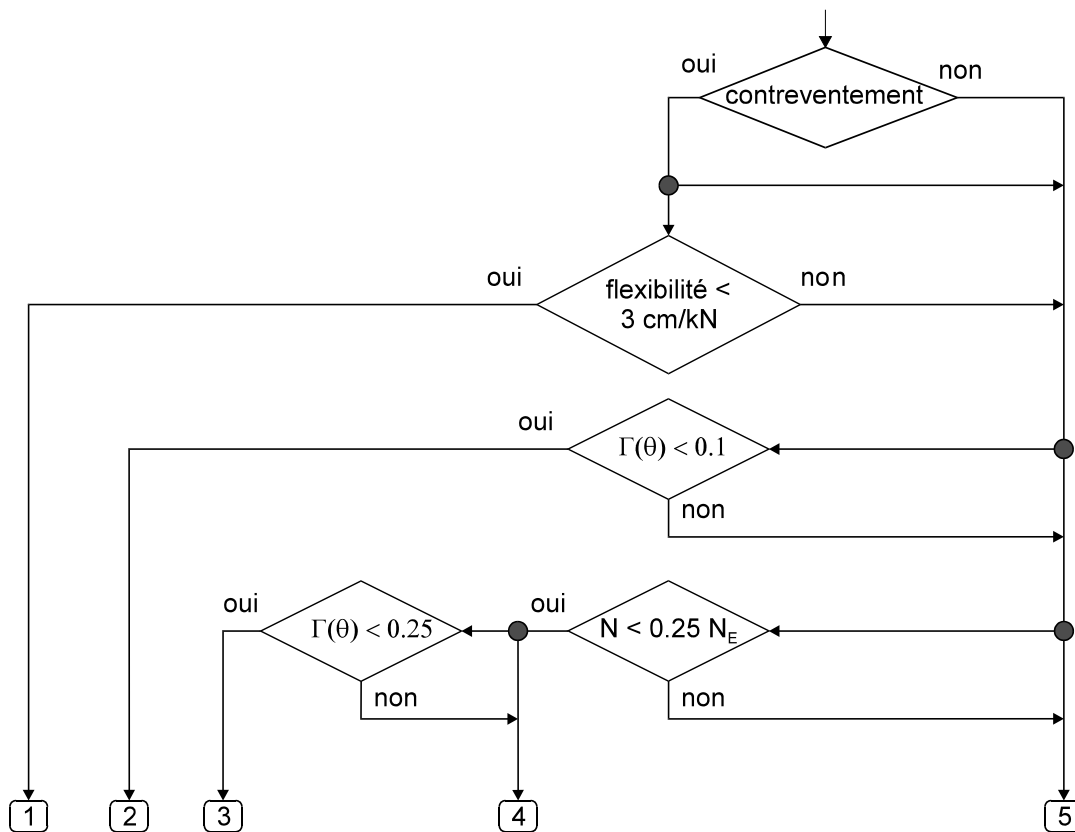 oui
non
contreventement
oui
non
flexibilité <
3 cm/kN
oui
Γ(θ) < 0.1
non
oui
Γ(θ) < 0.25
non
oui
N < 0.25 N_E
non
1
2
3
4
5